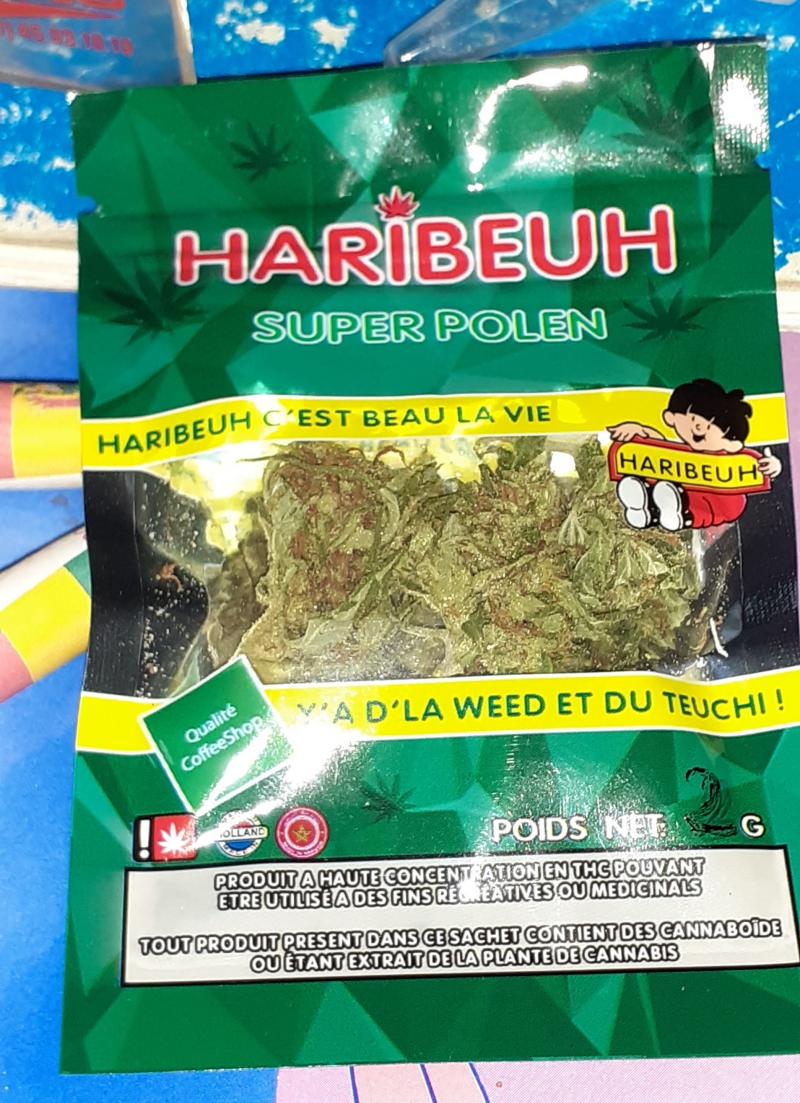 HARIBEUH
SUPER POLEN
HARIBEUH C'EST BEAU LA VIE
HARIBEUH
Y'A D'LA WEED ET DU TEUCHI !
Qualité
CoffeeShop
HOLLAND
POIDS NET: 2 G
PRODUIT A HAUTE CONCENTRATION EN THC POUVANT
ETRE UTILISÉ A DES FINS RÉCRÉATIVES OU MEDICINALS
TOUT PRODUIT PRESENT DANS CE SACHET CONTIENT DES CANNABOÏDE
OU ÉTANT EXTRAIT DE LA PLANTE DE CANNABIS